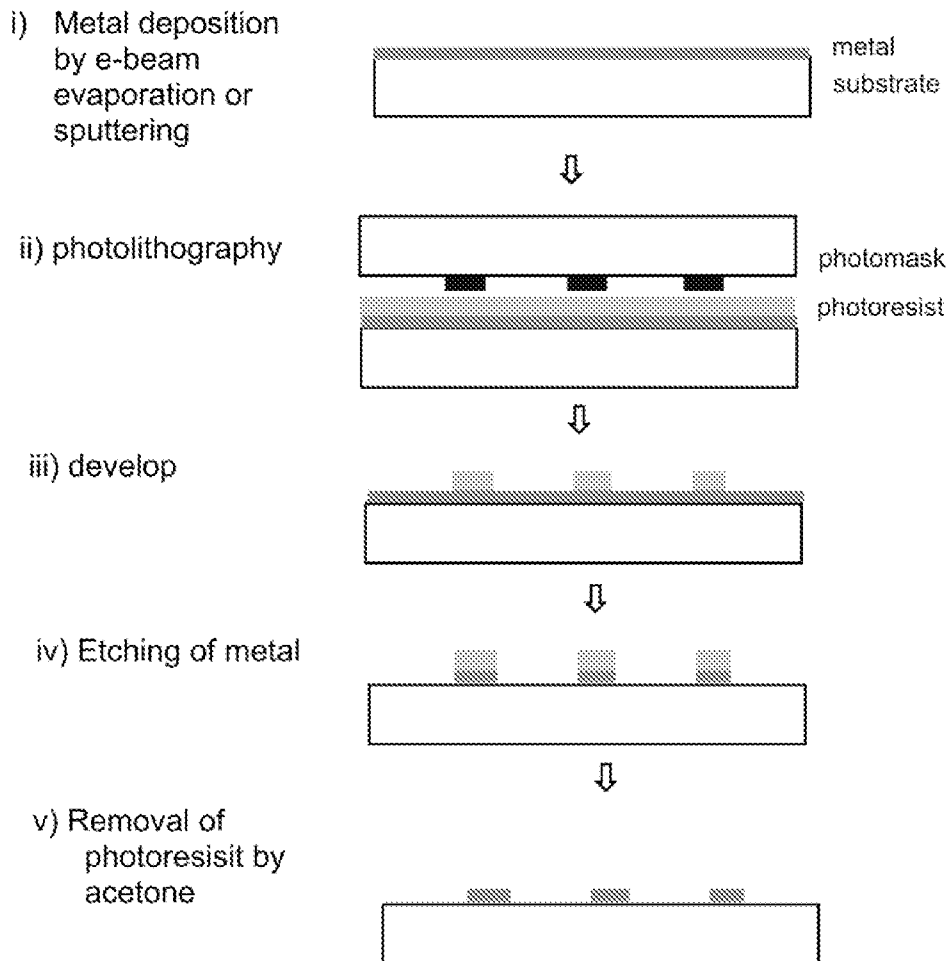 i) Metal deposition
by e-beam
evaporation or
sputtering
metal
substrate
ii) photolithography
photomask
photoresist
iii) develop
iv) Etching of metal
v) Removal of
photoresisit by
acetone